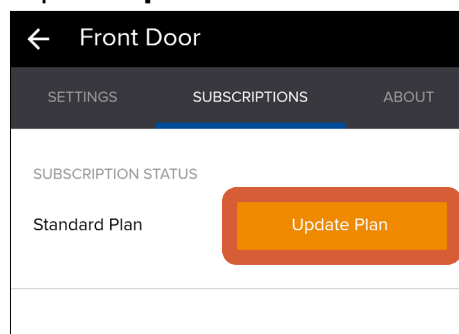 Front Door
SETTINGS SUBSCRIPTIONS ABOUT
SUBSCRIPTION STATUS
Standard Plan Update Plan